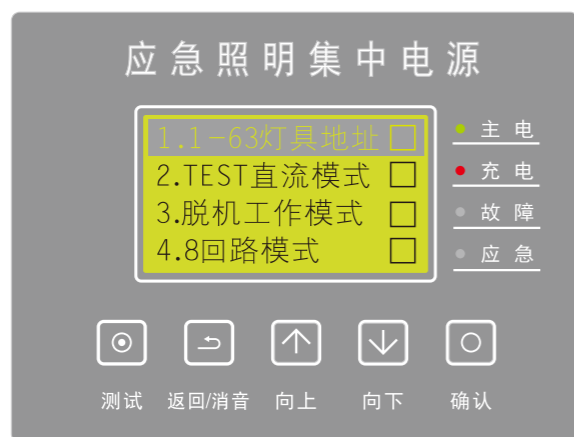 应急照明集中电源
1.1-63灯具地址
2.TEST直流模式
3.脱机工作模式
4.8回路模式
主电
充电
故障
应急
测试 返回/消音 向上 向下 确认